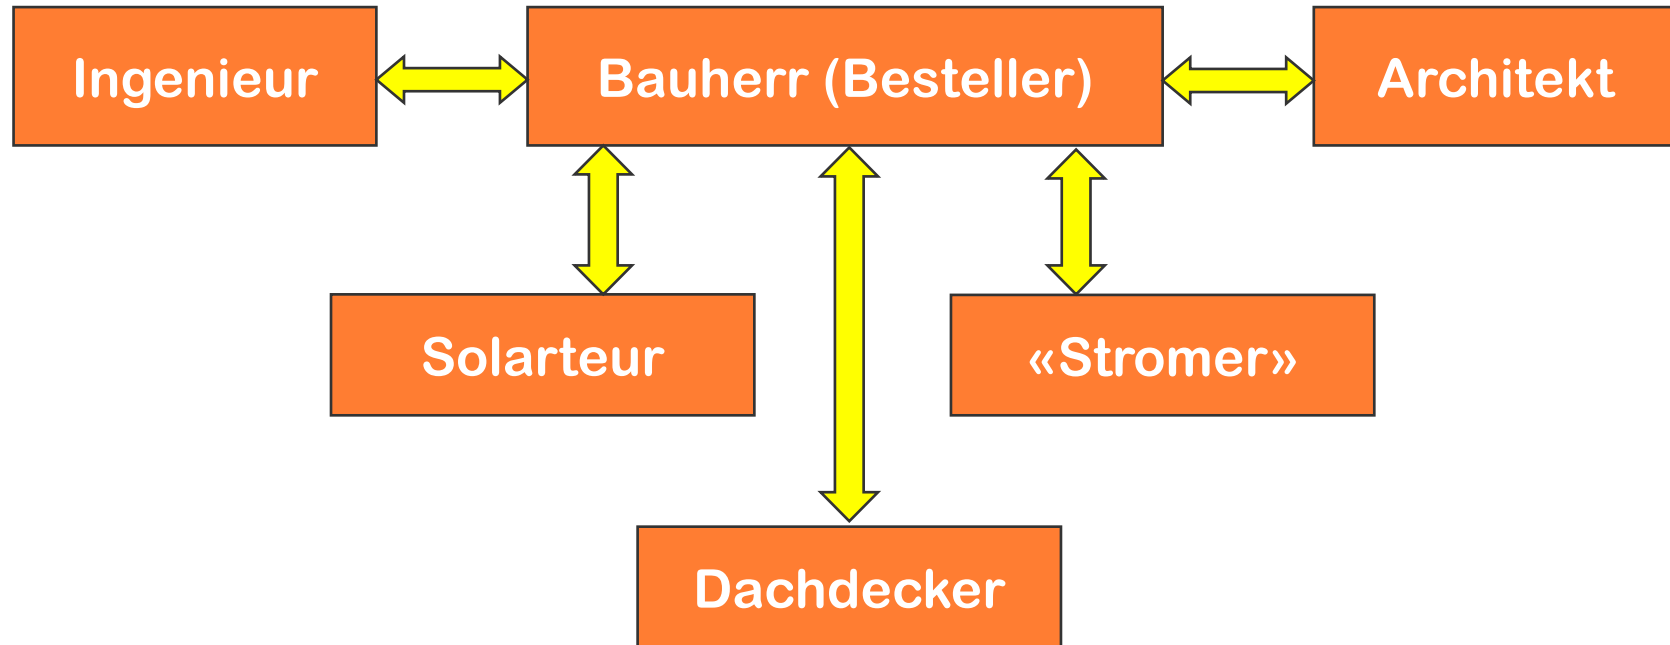 Ingenieur
Bauherr (Besteller)
Architekt
Solarteur
«Stromer»
Dachdecker